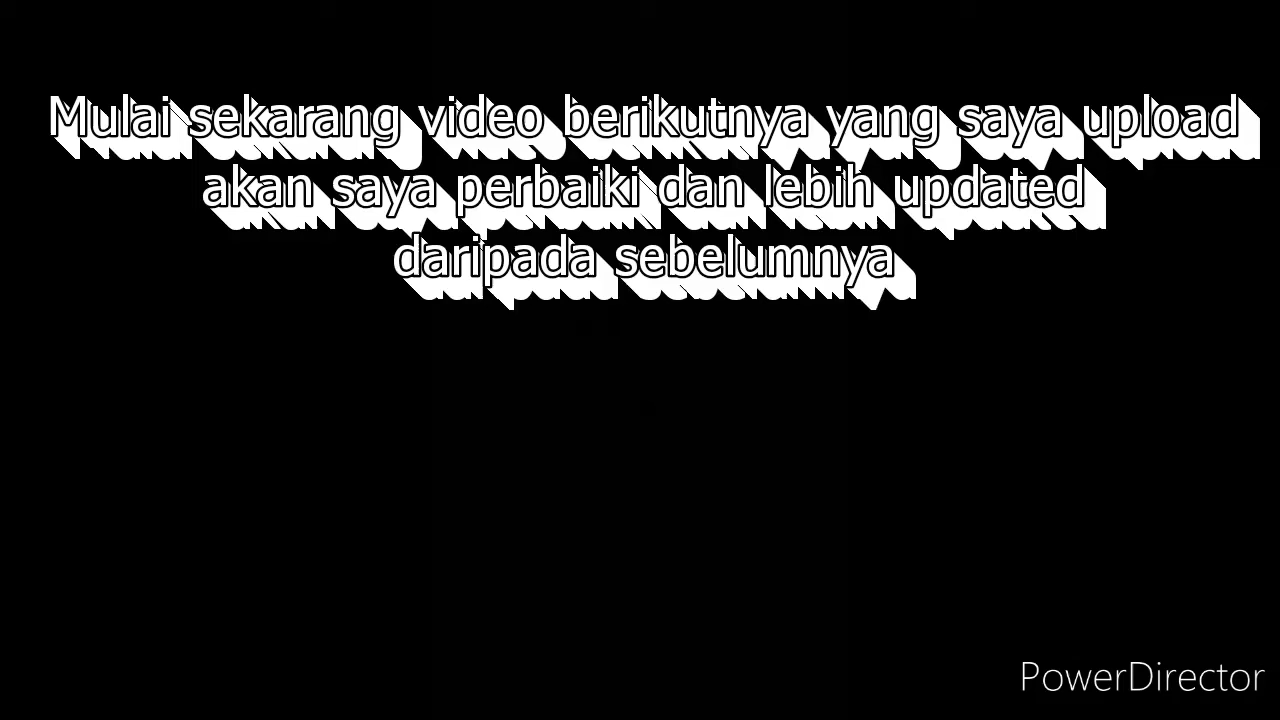 Mulai sekarang video berikutnya yang saya upload
akan saya perbaiki dan lebih updated
daripada sebelumnya
PowerDirector